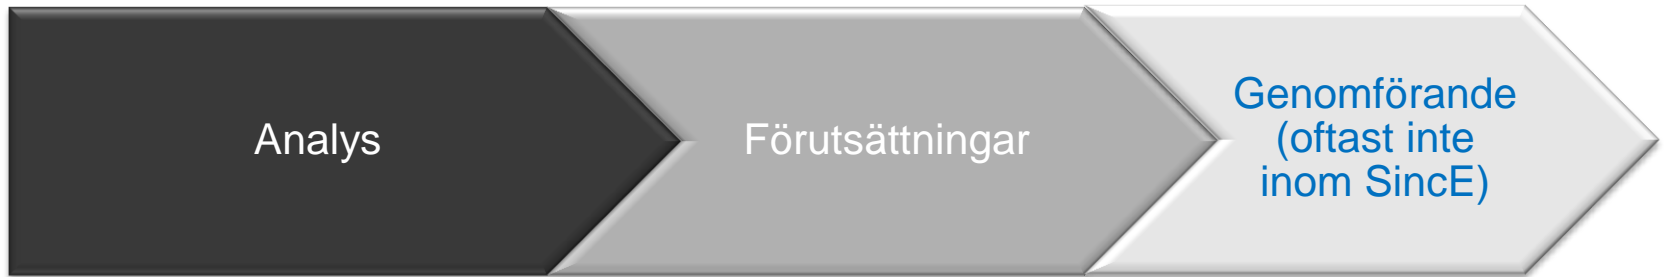 Analys
Förutsättningar
Genomförande
(oftast inte
inom SincE)